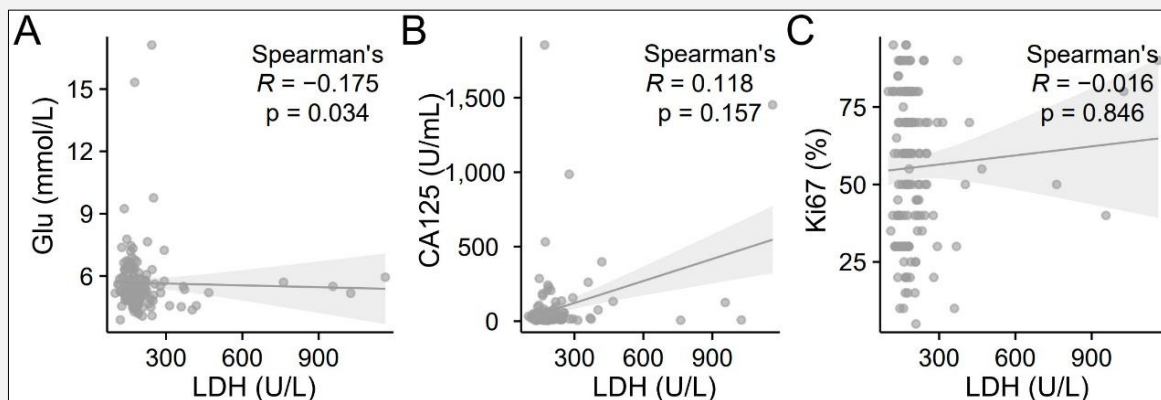 A
Spearman's
R = −0.175
p = 0.034
Glu (mmol/L)
15
12
9
6
300 600 900
LDH (U/L)
B
Spearman's
R = 0.118
p = 0.157
CA125 (U/mL)
1,500
1,000
500
0
300 600 900
LDH (U/L)
C
Spearman's
R = −0.016
p = 0.846
Ki67 (%)
75
50
25
300 600 900
LDH (U/L)